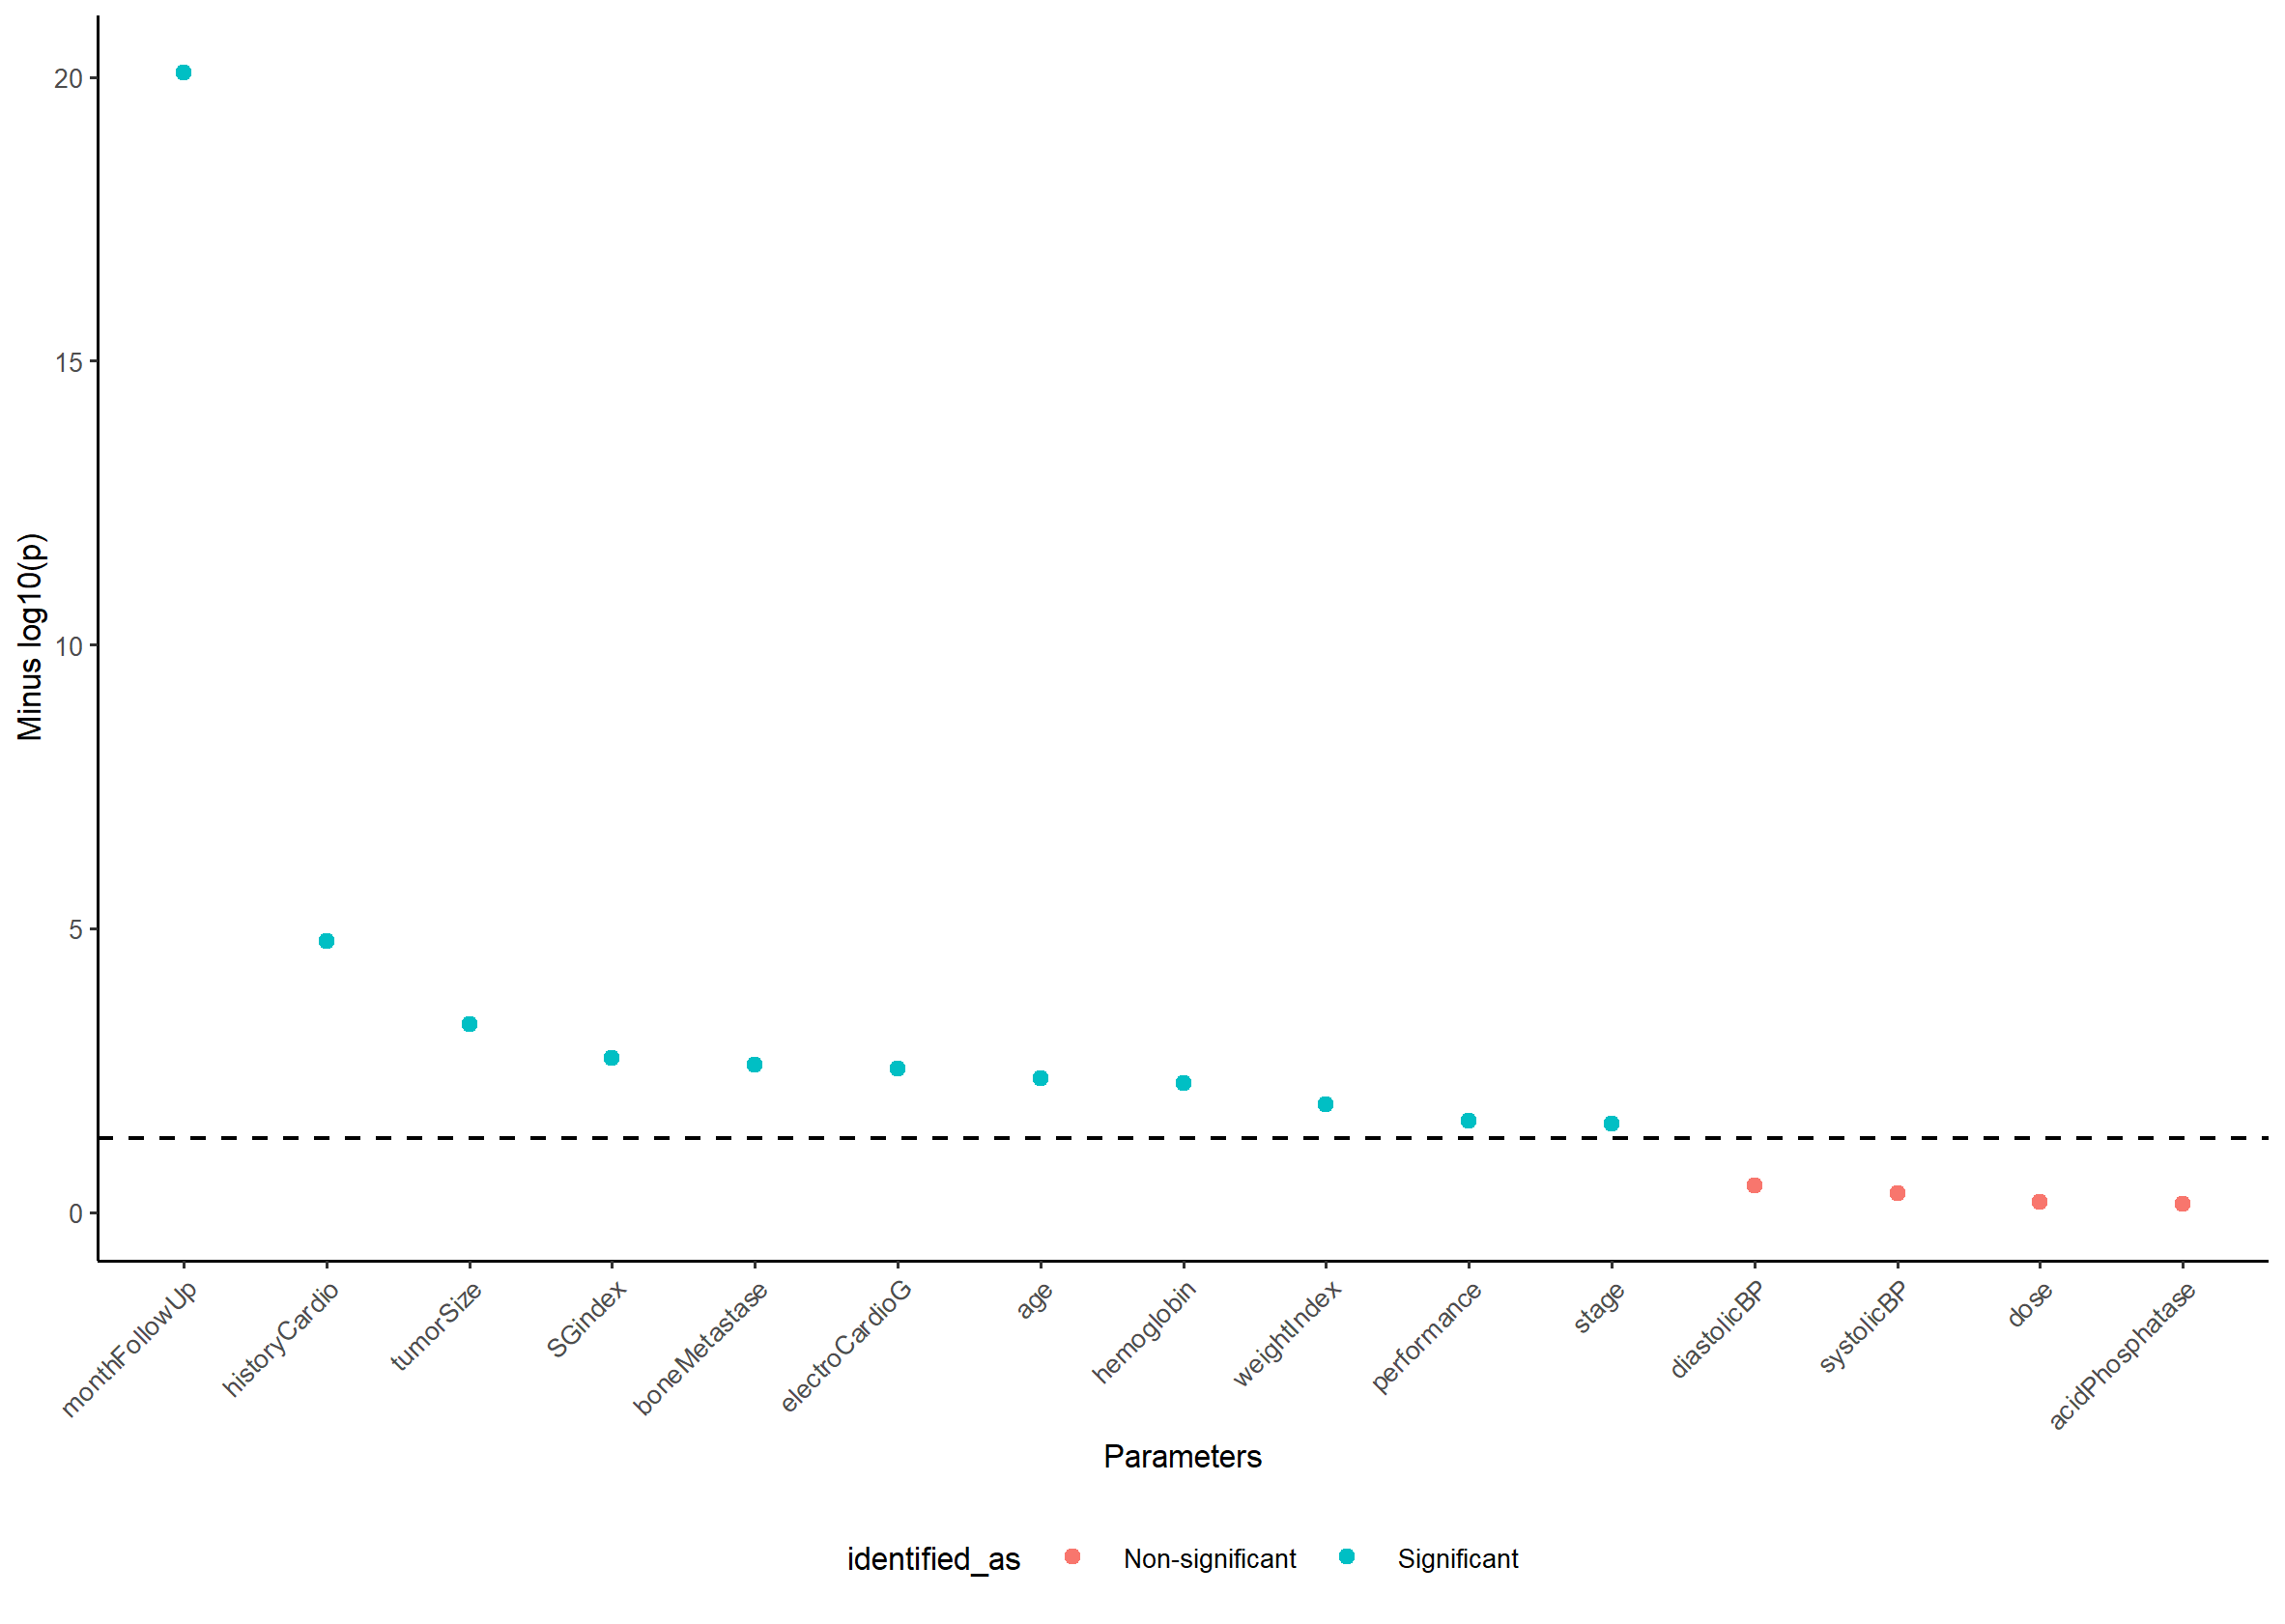 Minus log10(p)
20
15
10
5
0
monthFollowUp
historyCardio
tumorSize
SGindex
boneMetastase
electroCardioG
age
hemoglobin
weightIndex
performance
stage
diastolicBP
systolicBP
dose
acidPhosphatase
Parameters
identified_as Non-significant Significant